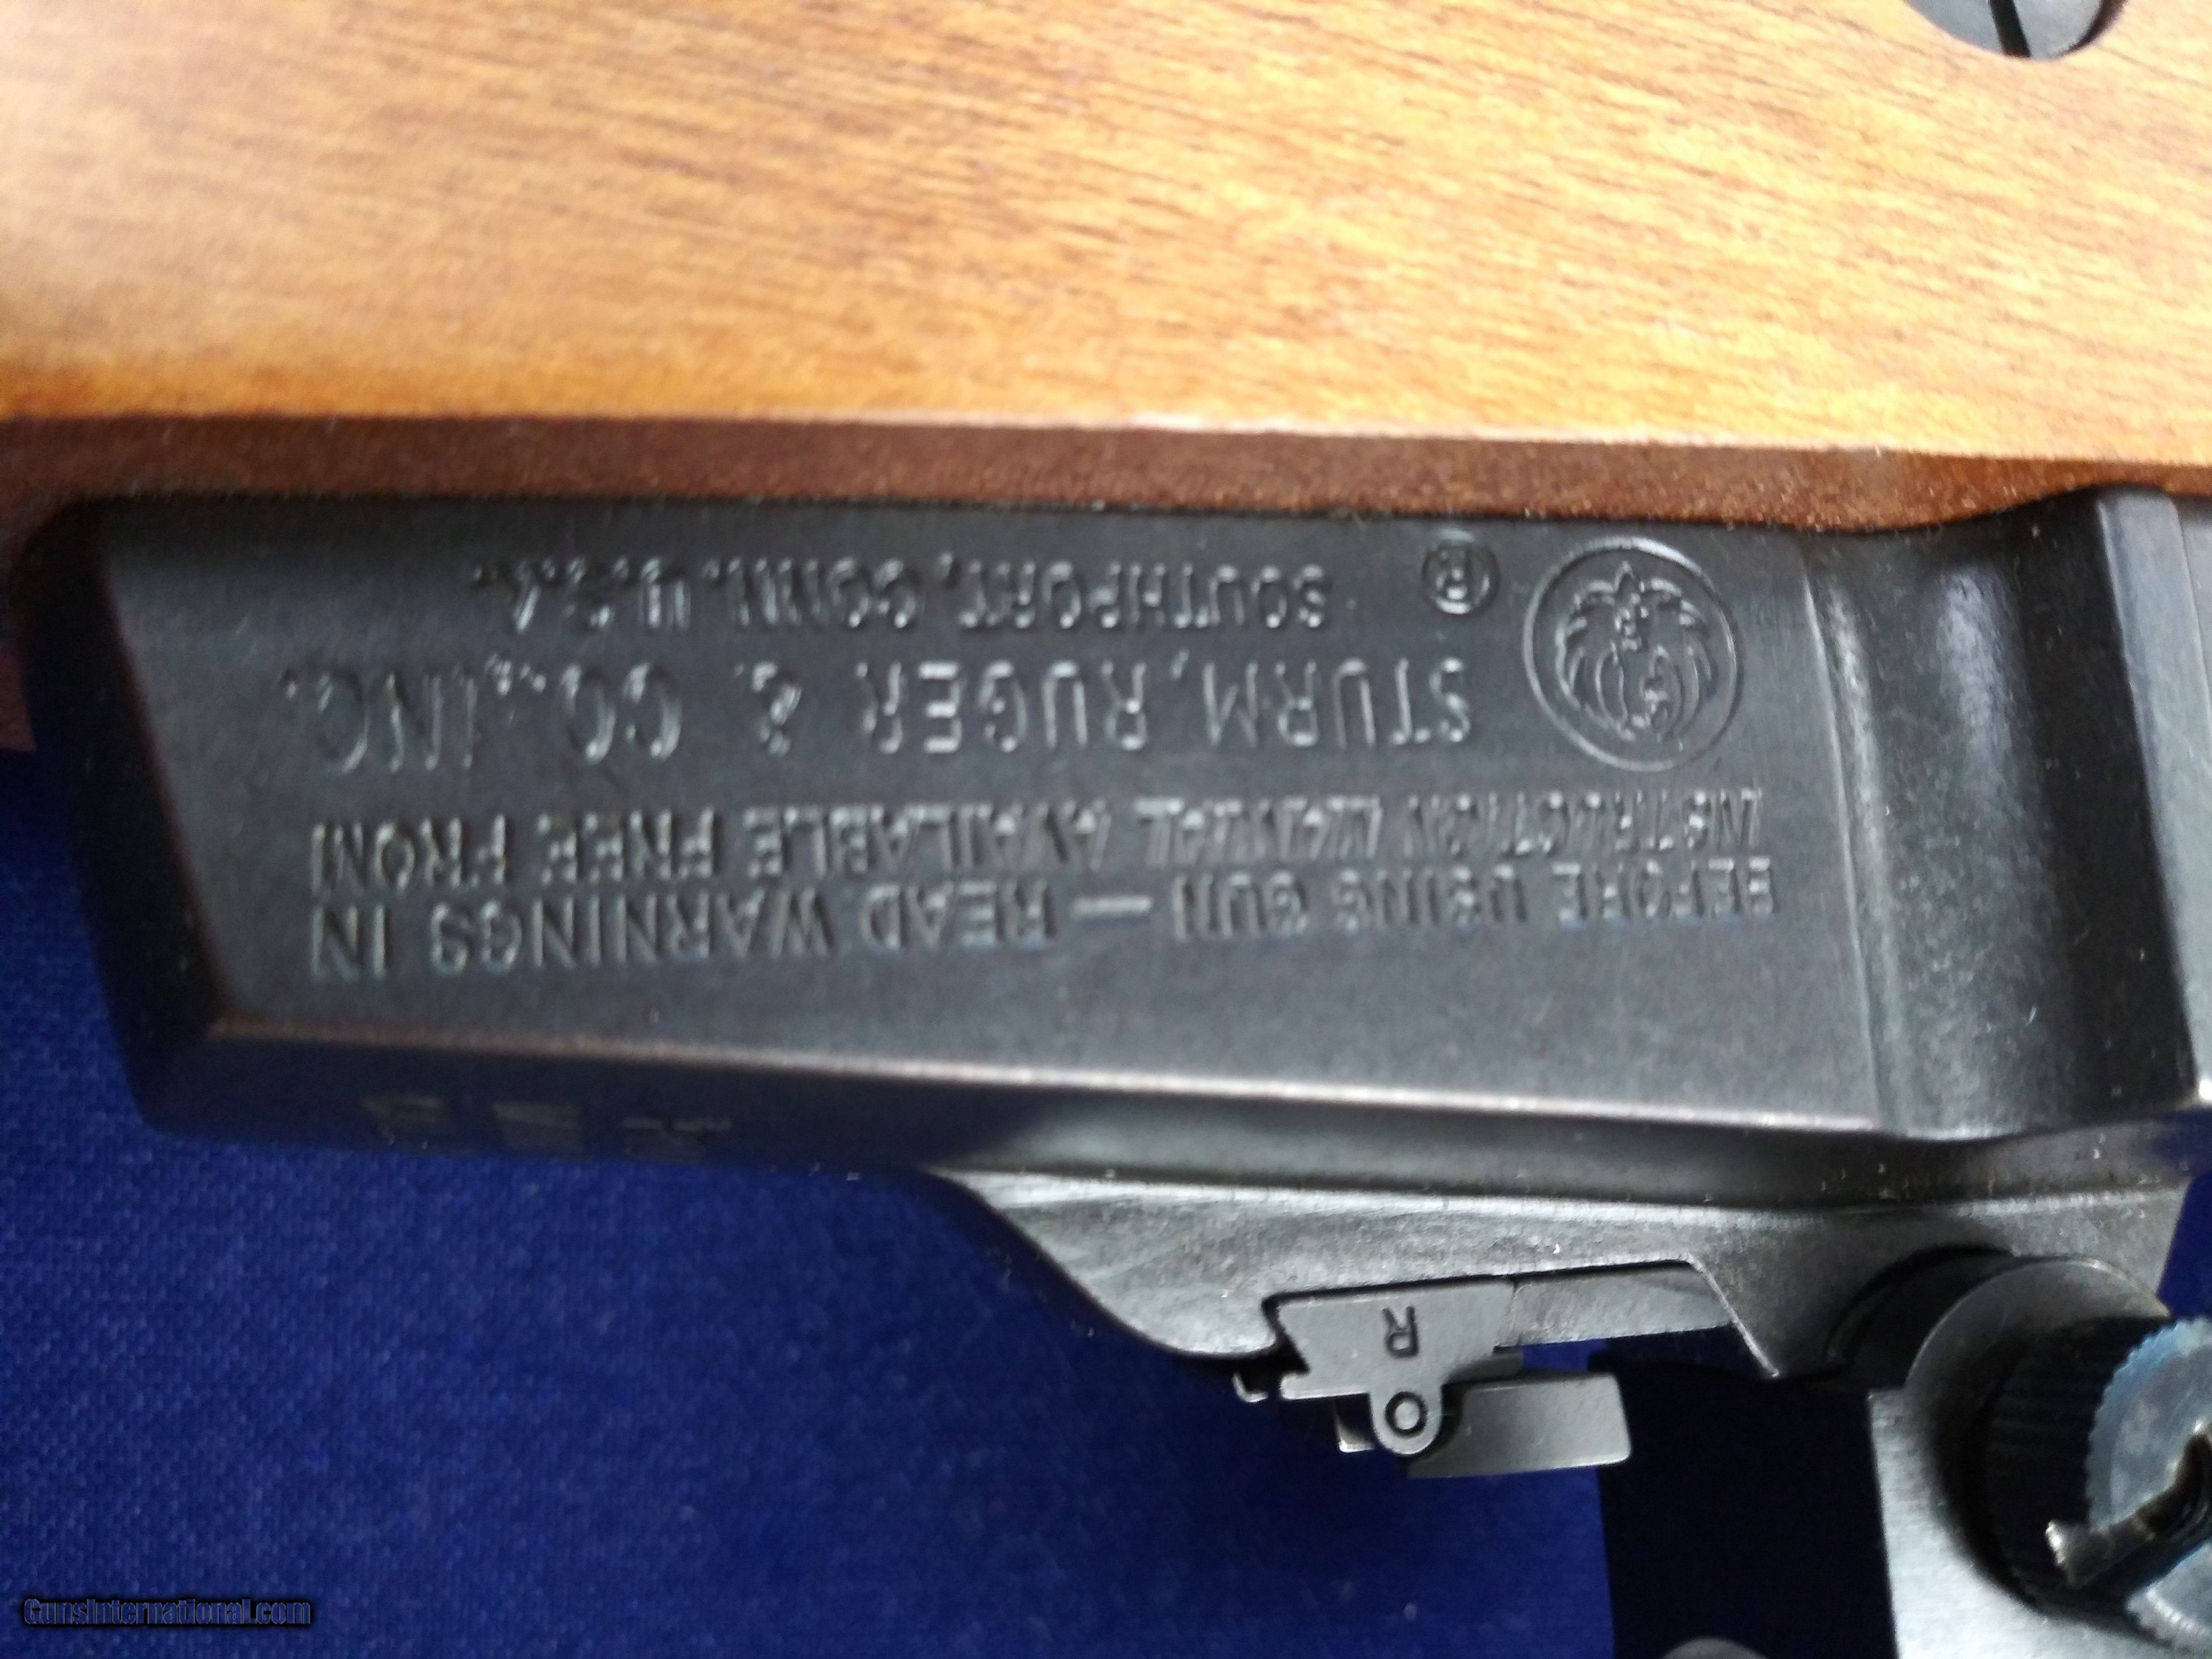 BEFORE USING GUN — READ WARNINGS IN
INSTRUCTION MANUAL AVAILABLE FREE FROM
STURM, RUGER & CO., INC.
®
SOUTHPORT, CONN. U.S.A.
R
O
GunsInternational.com